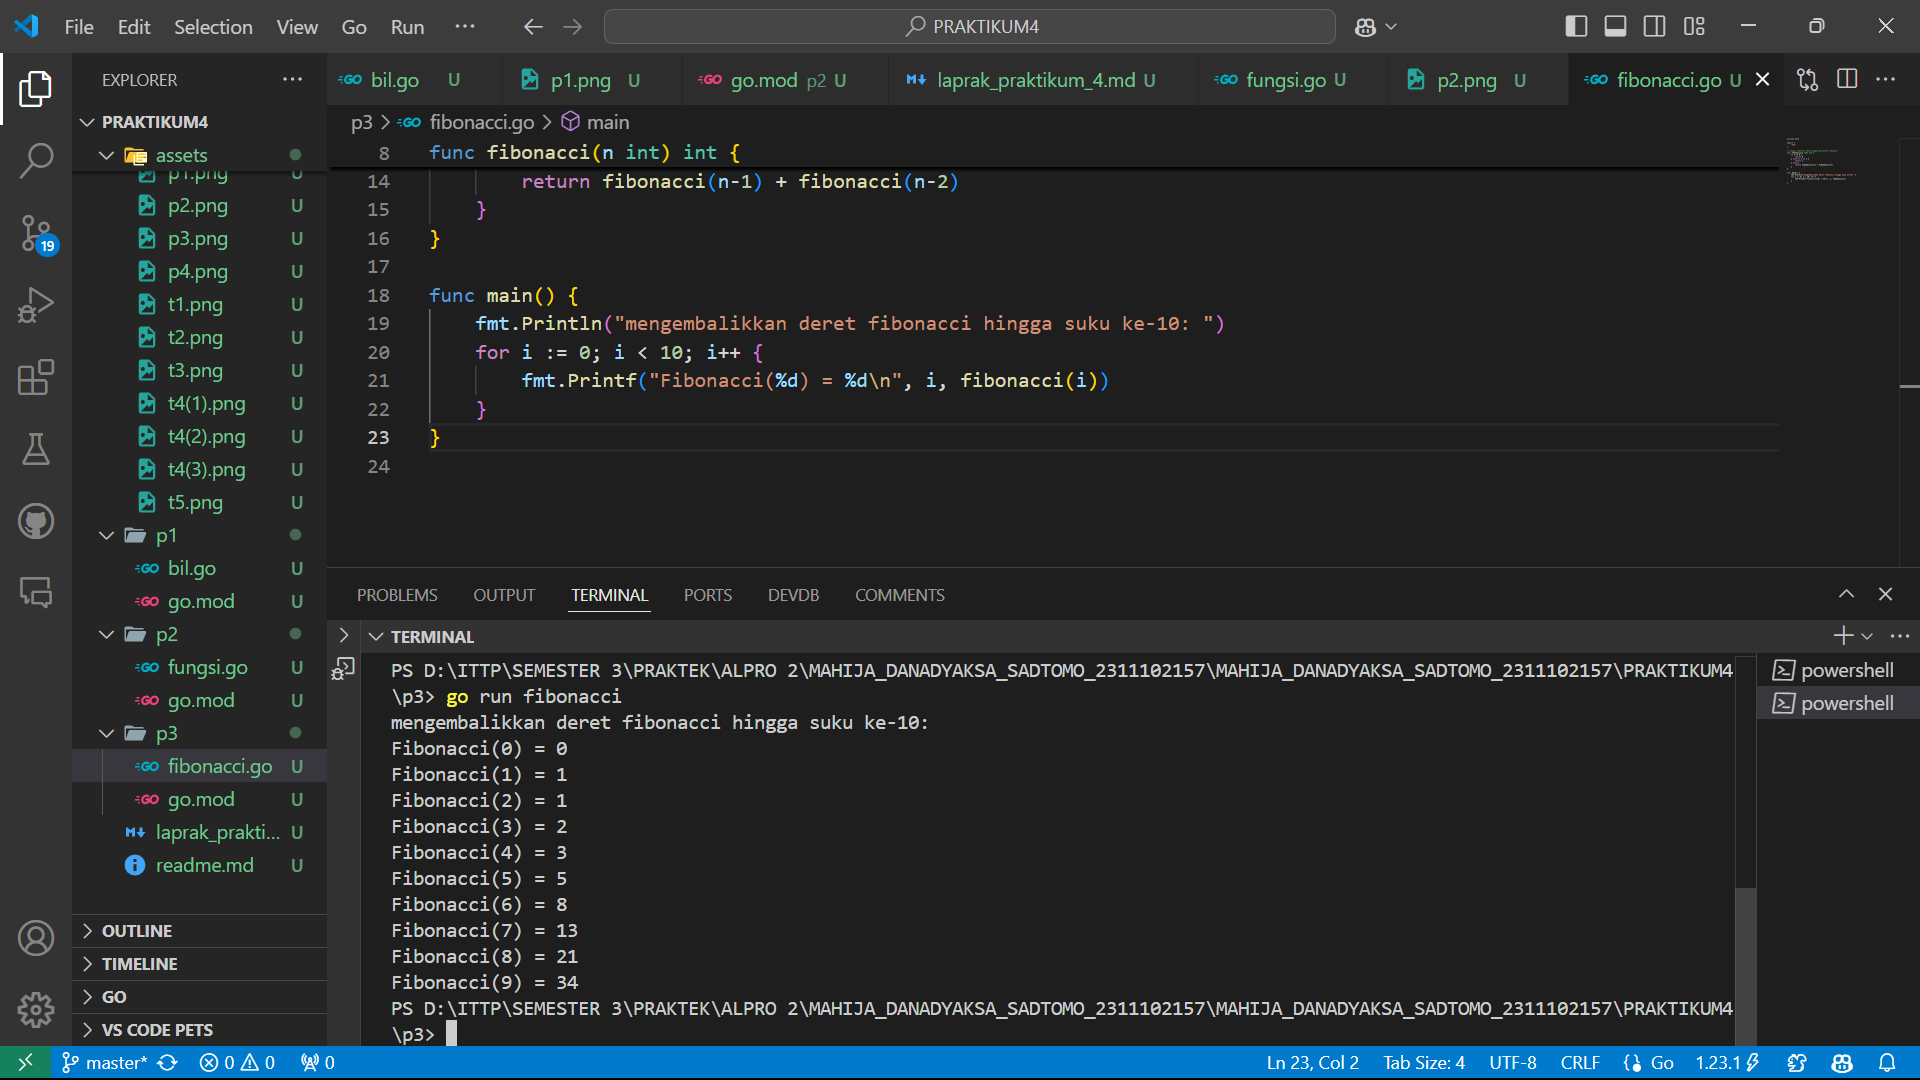 File Edit Selection View Go Run ··· PRAKTIKUM4
EXPLORER ···
PRAKTIKUM4
assets
p1.png U
p2.png U
p3.png U
p4.png U
t1.png U
t2.png U
t3.png U
t4(1).png U
t4(2).png U
t4(3).png U
t5.png U
p1
bil.go U
go.mod U
p2
fungsi.go U
go.mod U
p3
fibonacci.go U
go.mod U
laprak_prakti... U
readme.md U
OUTLINE
TIMELINE
GO
VS CODE PETS
19
bil.go U p1.png U go.mod p2 U laprak_praktikum_4.md U fungsi.go U p2.png U fibonacci.go U
p3 > fibonacci.go > main
8 func fibonacci(n int) int {
14 return fibonacci(n-1) + fibonacci(n-2)
15 }
16 }
17
18 func main() {
19 fmt.Println("mengembalikkan deret fibonacci hingga suku ke-10: ")
20 for i := 0; i < 10; i++ {
21 fmt.Printf("Fibonacci(%d) = %d\n", i, fibonacci(i))
22 }
23 }
24
PROBLEMS OUTPUT TERMINAL PORTS DEVDB COMMENTS
TERMINAL
PS D:\ITTP\SEMESTER 3\PRAKTEK\ALPRO 2\MAHIJA_DANADYAKSA_SADTOMO_2311102157\MAHIJA_DANADYAKSA_SADTOMO_2311102157\PRAKTIKUM4
\p3> go run fibonacci
mengembalikkan deret fibonacci hingga suku ke-10:
Fibonacci(0) = 0
Fibonacci(1) = 1
Fibonacci(2) = 1
Fibonacci(3) = 2
Fibonacci(4) = 3
Fibonacci(5) = 5
Fibonacci(6) = 8
Fibonacci(7) = 13
Fibonacci(8) = 21
Fibonacci(9) = 34
PS D:\ITTP\SEMESTER 3\PRAKTEK\ALPRO 2\MAHIJA_DANADYAKSA_SADTOMO_2311102157\MAHIJA_DANADYAKSA_SADTOMO_2311102157\PRAKTIKUM4
\p3>
powershell
powershell
master* 0 0 0 Ln 23, Col 2 Tab Size: 4 UTF-8 CRLF {} Go 1.23.1